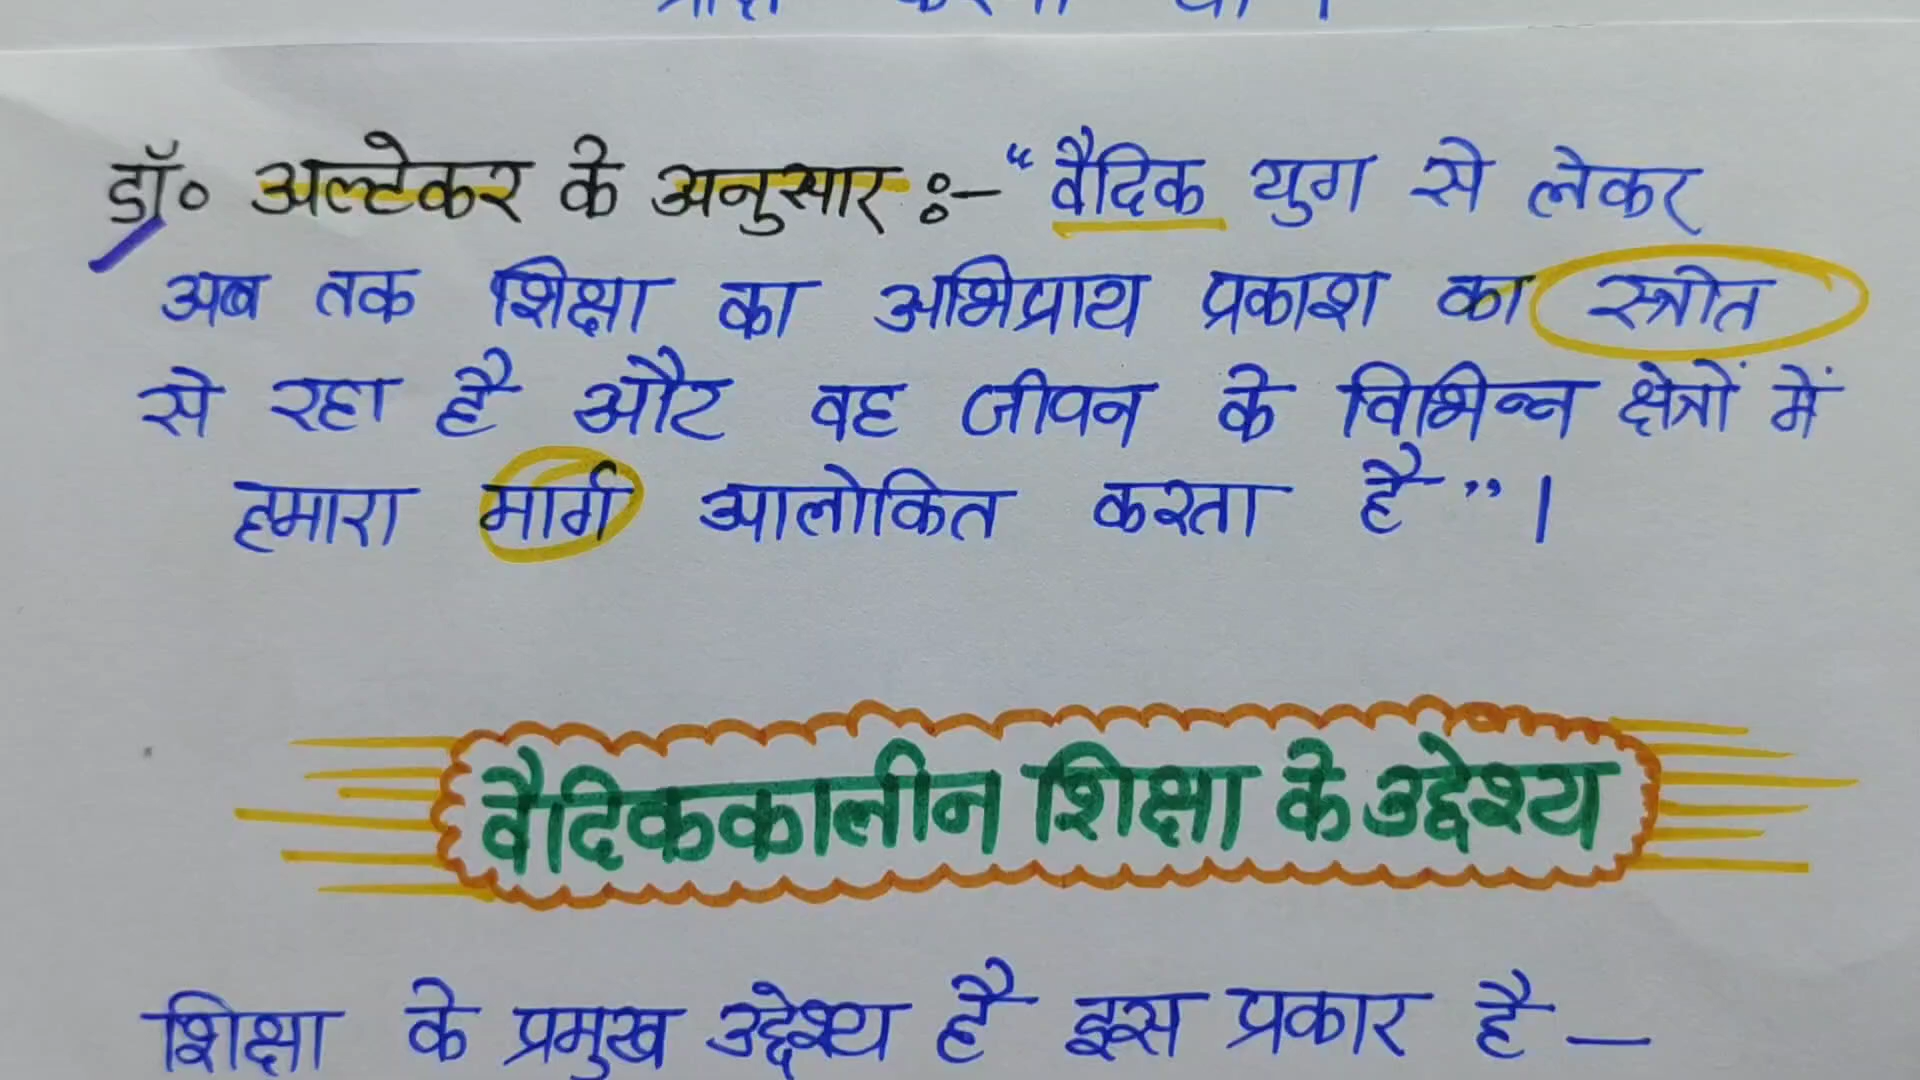 डॉ० अल्टेकर के अनुसार :- “वैदिक युग से लेकर
अब तक शिक्षा का अभिप्राय प्रकाश का स्त्रोत
से रहा है और वह जीवन के विभिन्न क्षेत्रों में
हमारा मार्ग आलोकित करता है”।
वैदिककालीन शिक्षा के उद्देश्य
शिक्षा के प्रमुख उद्देश्य है इस प्रकार है –